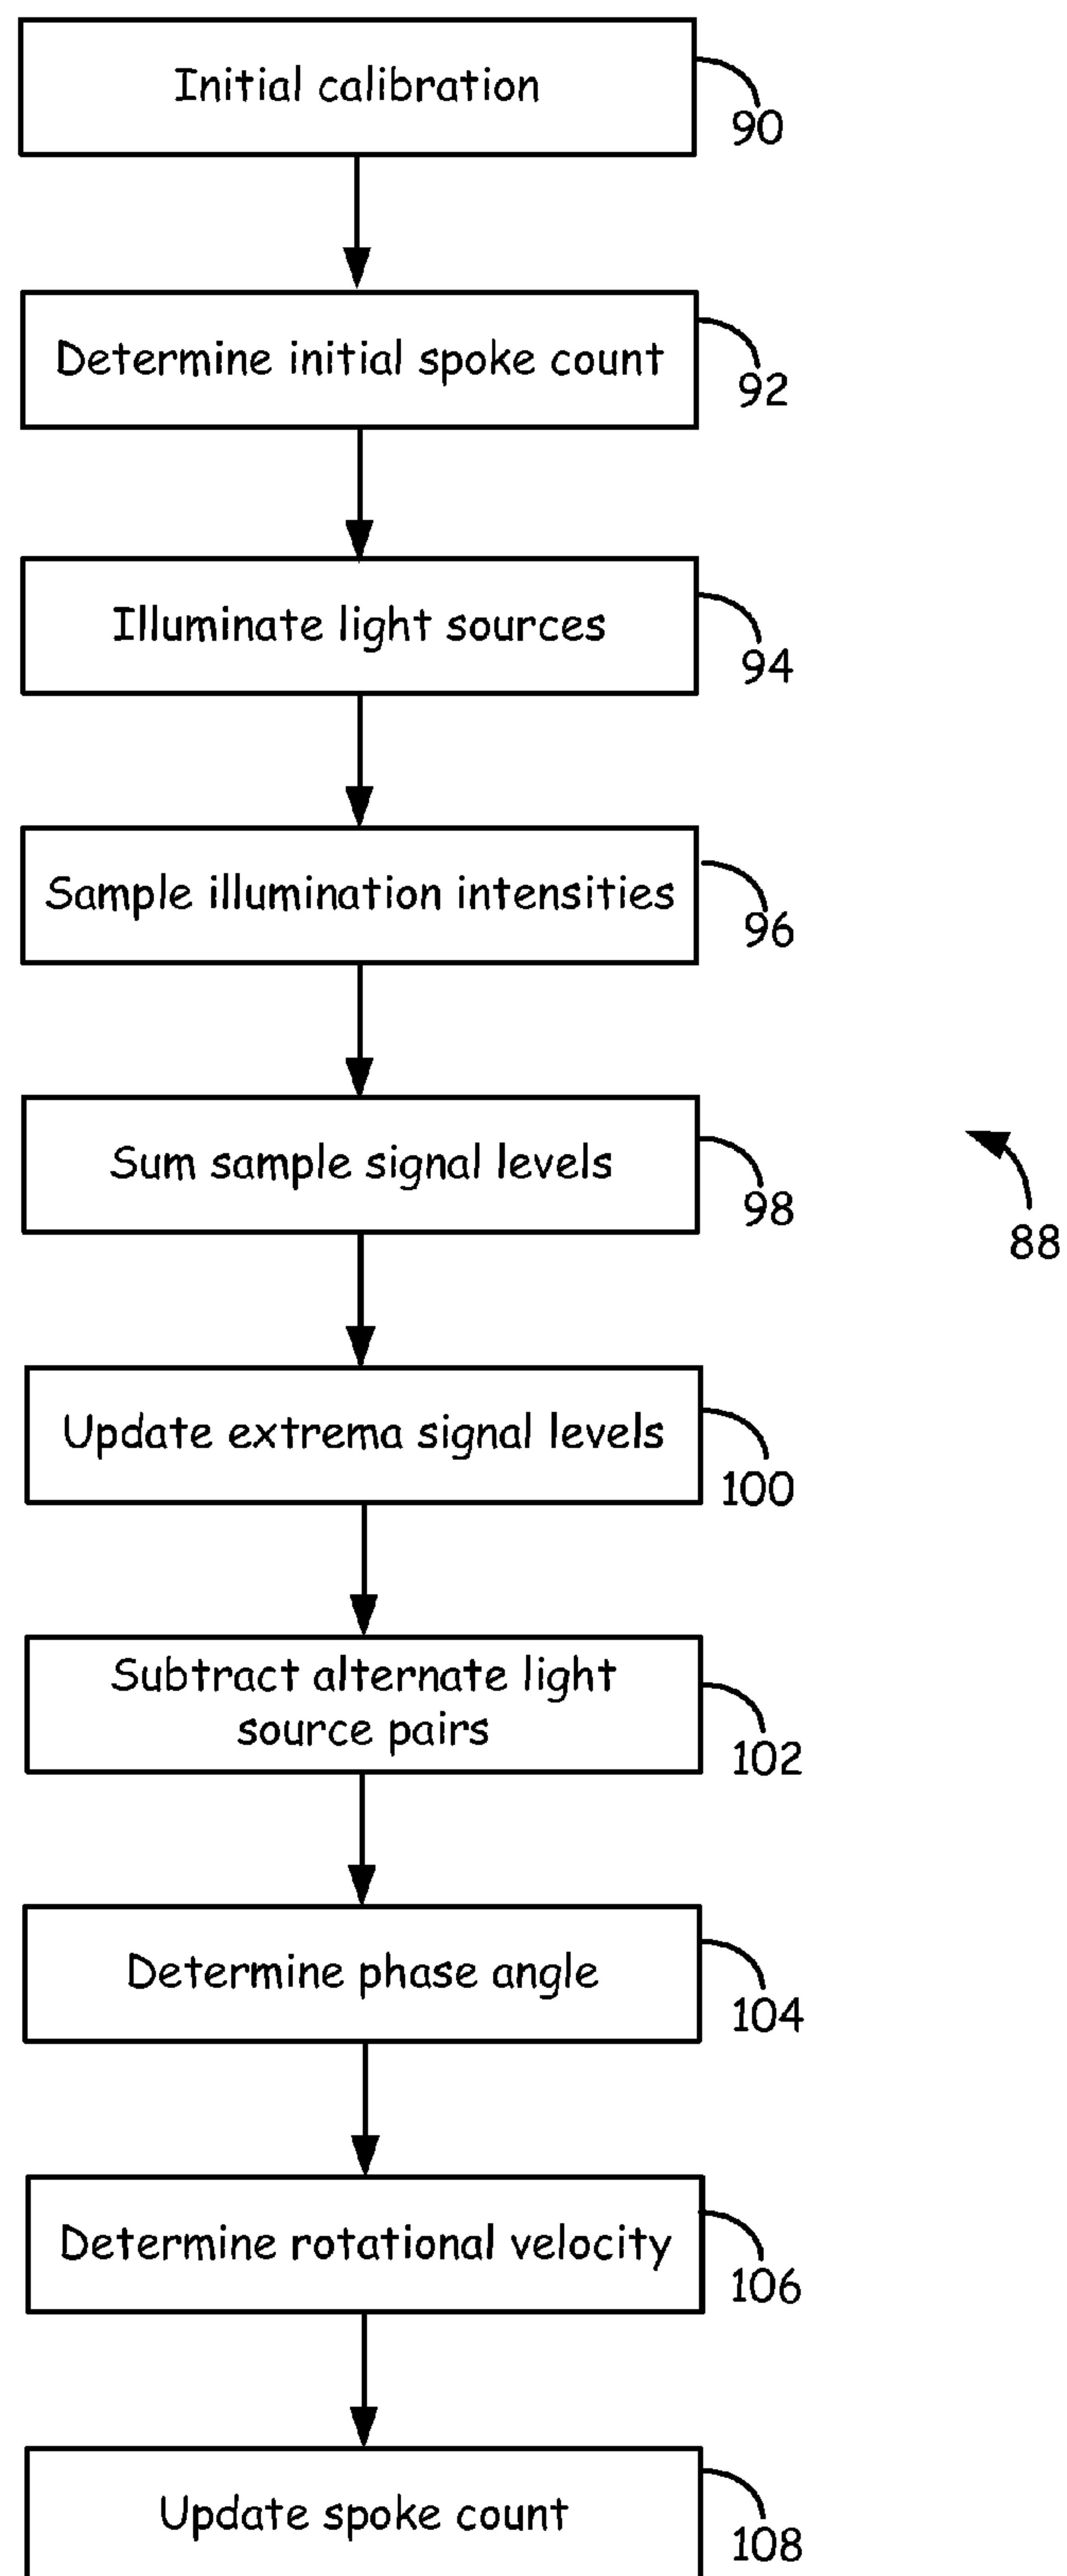 Initial calibration
90
Determine initial spoke count
92
Illuminate light sources
94
Sample illumination intensities
96
Sum sample signal levels
98
88
Update extrema signal levels
100
Subtract alternate light
source pairs
102
Determine phase angle
104
Determine rotational velocity
106
Update spoke count
108